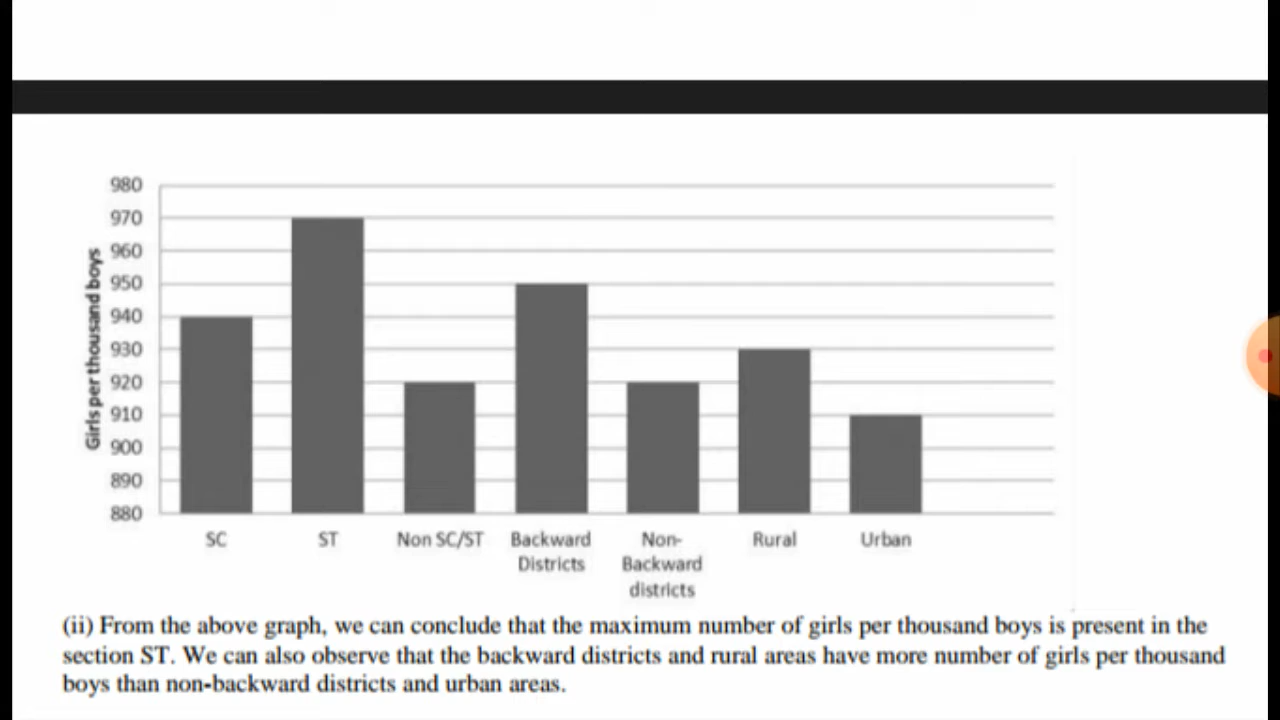 Girls per thousand boys
980
970
960
950
940
930
920
910
900
890
880
SC ST Non SC/ST Backward Districts Non-Backward districts Rural Urban
(ii) From the above graph, we can conclude that the maximum number of girls per thousand boys is present in the
section ST. We can also observe that the backward districts and rural areas have more number of girls per thousand
boys than non-backward districts and urban areas.